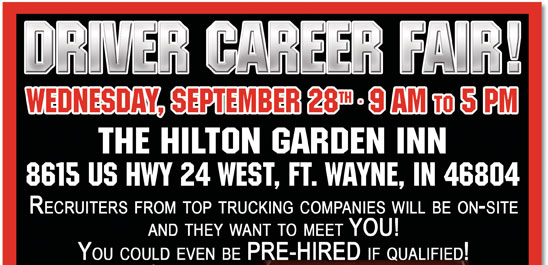 DRIVER CAREER FAIR!
WEDNESDAY, SEPTEMBER 28TH · 9 AM TO 5 PM
THE HILTON GARDEN INN
8615 US HWY 24 WEST, FT. WAYNE, IN 46804
RECRUITERS FROM TOP TRUCKING COMPANIES WILL BE ON-SITE
AND THEY WANT TO MEET YOU!
YOU COULD EVEN BE PRE-HIRED IF QUALIFIED!